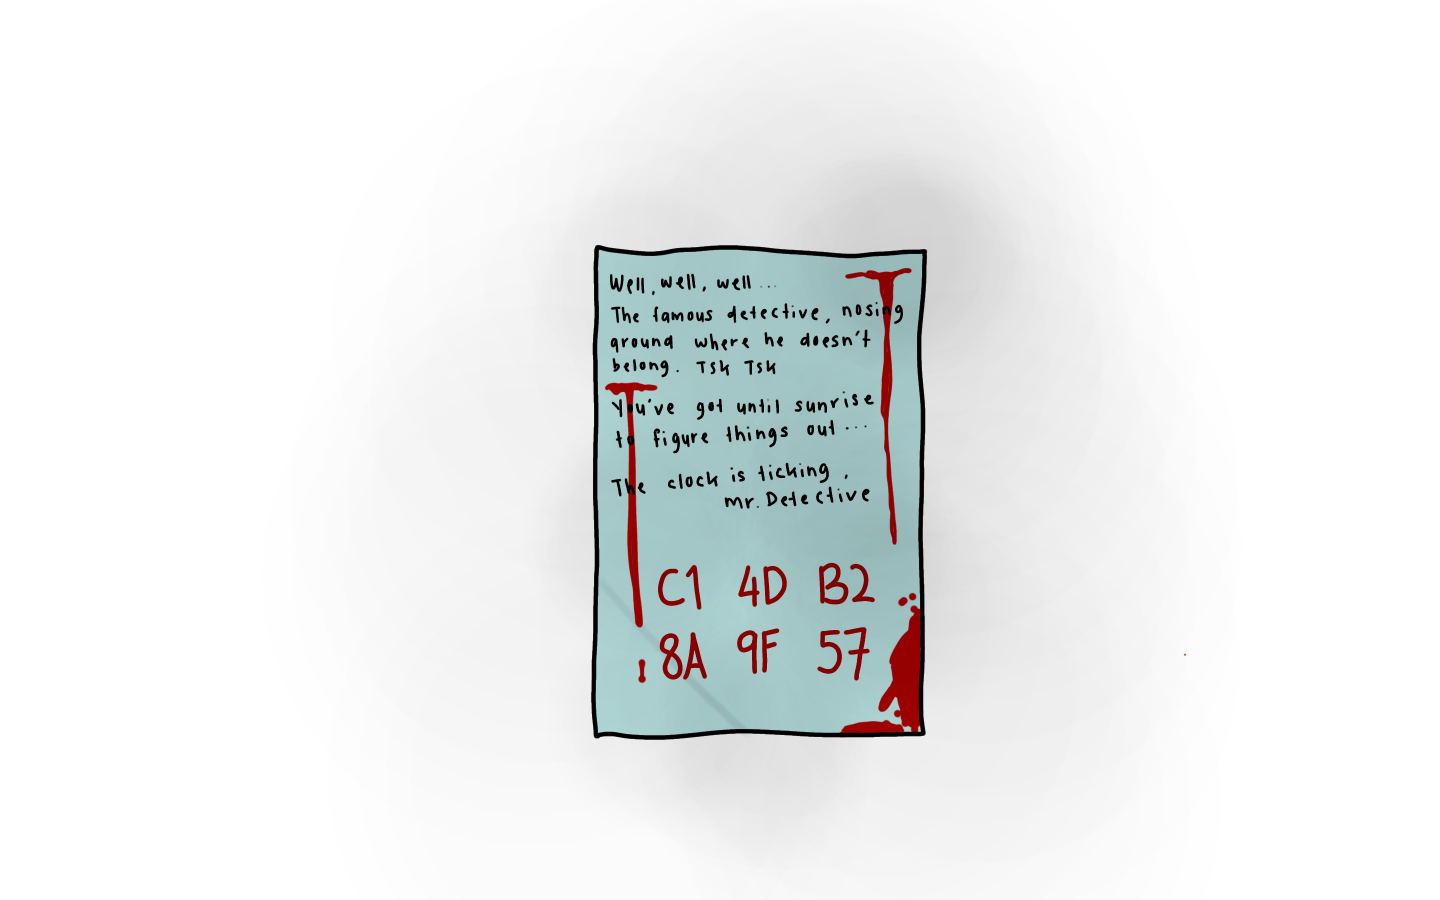 Well, well, well ...
The famous detective, nosing
around where he doesn't
belong. Tsk Tsk
You've got until sunrise
to figure things out ...
The clock is ticking,
mr. Detective
C1 4D B2
8A 9F 57